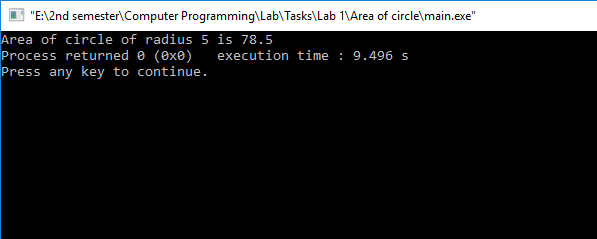 "E:\2nd semester\Computer Programming\Lab\Tasks\Lab 1\Area of circle\main.exe"
Area of circle of radius 5 is 78.5
Process returned 0 (0x0)   execution time : 9.496 s
Press any key to continue.